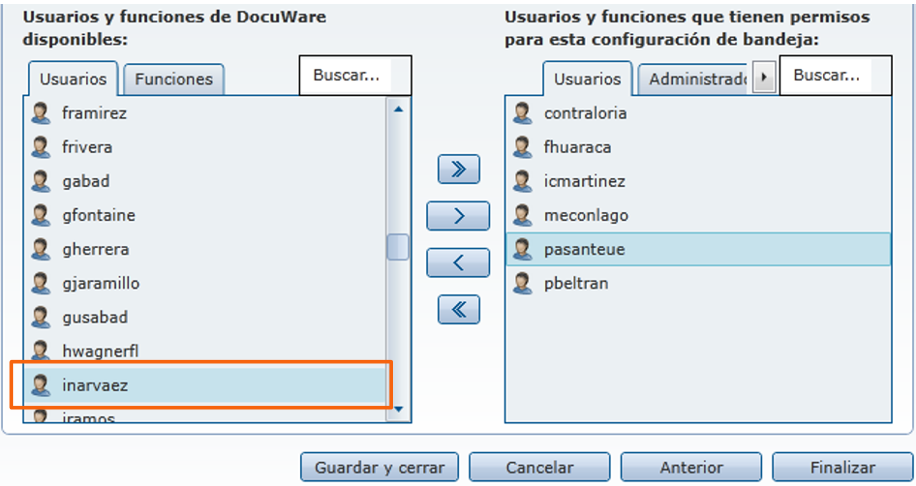 Usuarios y funciones de DocuWare
disponibles:
Usuarios
Funciones
Buscar...
framirez
frivera
gabad
gfontaine
gherrera
gjaramillo
gusabad
hwagnerfl
inarvaez
iramos
Usuarios y funciones que tienen permisos
para esta configuración de bandeja:
Usuarios
Administrado
Buscar...
contraloria
fhuaraca
icmartinez
meconlago
pasanteue
pbeltran
Guardar y cerrar
Cancelar
Anterior
Finalizar